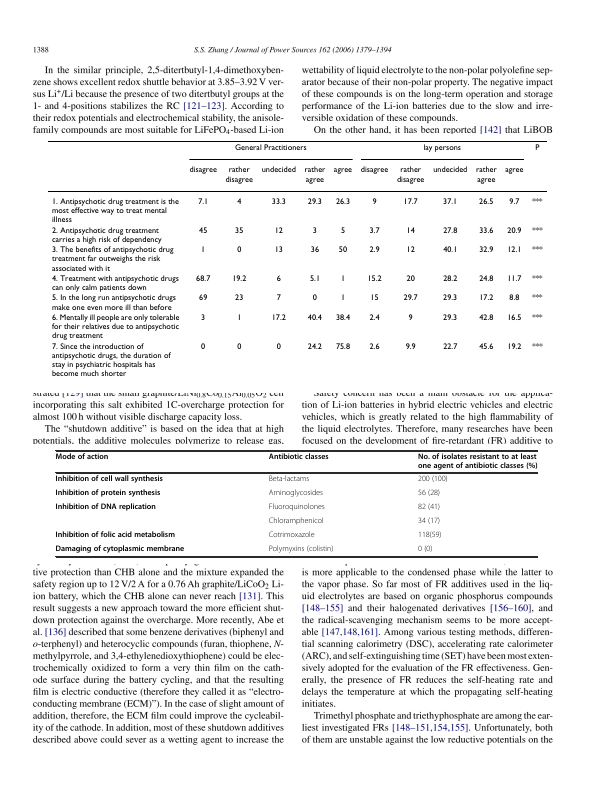 1388
S.S. Zhang / Journal of Power Sources 162 (2006) 1379–1394
In the similar principle, 2,5-ditertbutyl-1,4-dimethoxyben-
zene shows excellent redox shuttle behavior at 3.85–3.92 V ver-
sus Li+/Li because the presence of two ditertbutyl groups at the
1- and 4-positions stabilizes the RC [121–123]. According to
their redox potentials and electrochemical stability, the anisole-
family compounds are most suitable for LiFePO4-based Li-ion
wettability of liquid electrolyte to the non-polar polyolefine sep-
arator because of their non-polar property. The negative impact
of these compounds is on the long-term operation and storage
performance of the Li-ion batteries due to the slow and irre-
versible oxidation of these compounds.
On the other hand, it has been reported [142] that LiBOB
General Practitioners lay persons P
disagree rather disagree undecided rather agree agree disagree rather disagree undecided rather agree agree
1. Antipsychotic drug treatment is the 7.1 4 33.3 29.3 26.3 9 17.7 37.1 26.5 9.7 ***
most effective way to treat mental
illness
2. Antipsychotic drug treatment 45 35 12 3 5 3.7 14 27.8 33.6 20.9 ***
carries a high risk of dependency
3. The benefits of antipsychotic drug 1 0 13 36 50 2.9 12 40.1 32.9 12.1 ***
treatment far outweighs the risk
associated with it
4. Treatment with antipsychotic drugs 68.7 19.2 6 5.1 1 15.2 20 28.2 24.8 11.7 ***
can only calm patients down
5. In the long run antipsychotic drugs 69 23 7 0 1 15 29.7 29.3 17.2 8.8 ***
make one even more ill than before
6. Mentally ill people are only tolerable 3 1 17.2 40.4 38.4 2.4 9 29.3 42.8 16.5 ***
for their relatives due to antipsychotic
drug treatment
7. Since the introduction of 0 0 0 24.2 75.8 2.6 9.9 22.7 45.6 19.2 ***
antipsychotic drugs, the duration of
stay in psychiatric hospitals has
become much shorter
strated [129] that the small graphite/LiNi0.8Co0.15Al0.05O2 cell
incorporating this salt exhibited 1C-overcharge protection for
almost 100 h without visible discharge capacity loss.
The “shutdown additive” is based on the idea that at high
potentials, the additive molecules polymerize to release gas,
Safety concern has been a main obstacle for the applica-
tion of Li-ion batteries in hybrid electric vehicles and electric
vehicles, which is greatly related to the high flammability of
the liquid electrolytes. Therefore, many researches have been
focused on the development of fire-retardant (FR) additive to
Mode of action Antibiotic classes No. of isolates resistant to at least
one agent of antibiotic classes (%)
Inhibition of cell wall synthesis Beta-lactams 200 (100)
Inhibition of protein synthesis Aminoglycosides 56 (28)
Inhibition of DNA replication Fluoroquinolones 82 (41)
Chloramphenicol 34 (17)
Inhibition of folic acid metabolism Cotrimoxazole 118(59)
Damaging of cytoplasmic membrane Polymyxins (colistin) 0 (0)
tive protection than CHB alone and the mixture expanded the
safety region up to 12 V/2 A for a 0.76 Ah graphite/LiCoO2 Li-
ion battery, which the CHB alone can never reach [131]. This
result suggests a new approach toward the more efficient shut-
down protection against the overcharge. More recently, Abe et
al. [136] described that some benzene derivatives (biphenyl and
o-terphenyl) and heterocyclic compounds (furan, thiophene, N-
methylpyrrole, and 3,4-ethylenedioxythiophene) could be elec-
trochemically oxidized to form a very thin film on the cath-
ode surface during the battery cycling, and that the resulting
film is electric conductive (therefore they called it as “electro-
conducting membrane (ECM)”). In the case of slight amount of
addition, therefore, the ECM film could improve the cycleabil-
ity of the cathode. In addition, most of these shutdown additives
described above could sever as a wetting agent to increase the
is more applicable to the condensed phase while the latter to
the vapor phase. So far most of FR additives used in the liq-
uid electrolytes are based on organic phosphorus compounds
[148–155] and their halogenated derivatives [156–160], and
the radical-scavenging mechanism seems to be more accept-
able [147,148,161]. Among various testing methods, differen-
tial scanning calorimetry (DSC), accelerating rate calorimeter
(ARC), and self-extinguishing time (SET) have been most exten-
sively adopted for the evaluation of the FR effectiveness. Gen-
erally, the presence of FR reduces the self-heating rate and
delays the temperature at which the propagating self-heating
initiates.
Trimethyl phosphate and triethyphosphate are among the ear-
liest investigated FRs [148–151,154,155]. Unfortunately, both
of them are unstable against the low reductive potentials on the